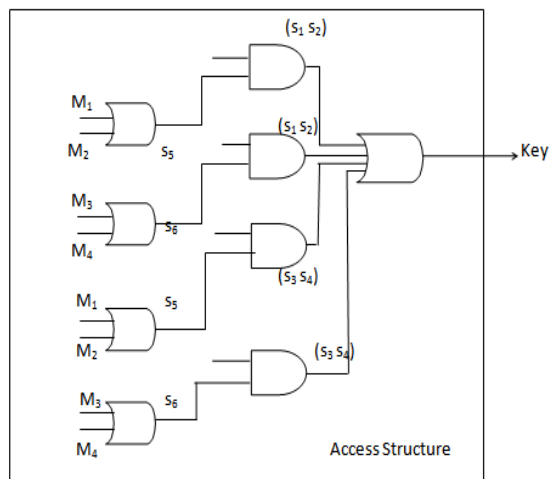 (s₁ s₂)
M₁
M₂
s₅
(s₁ s₂)
Key
M₃
s₆
M₄
(s₃ s₄)
M₁
s₅
M₂
(s₃ s₄)
M₃
s₆
M₄
Access Structure